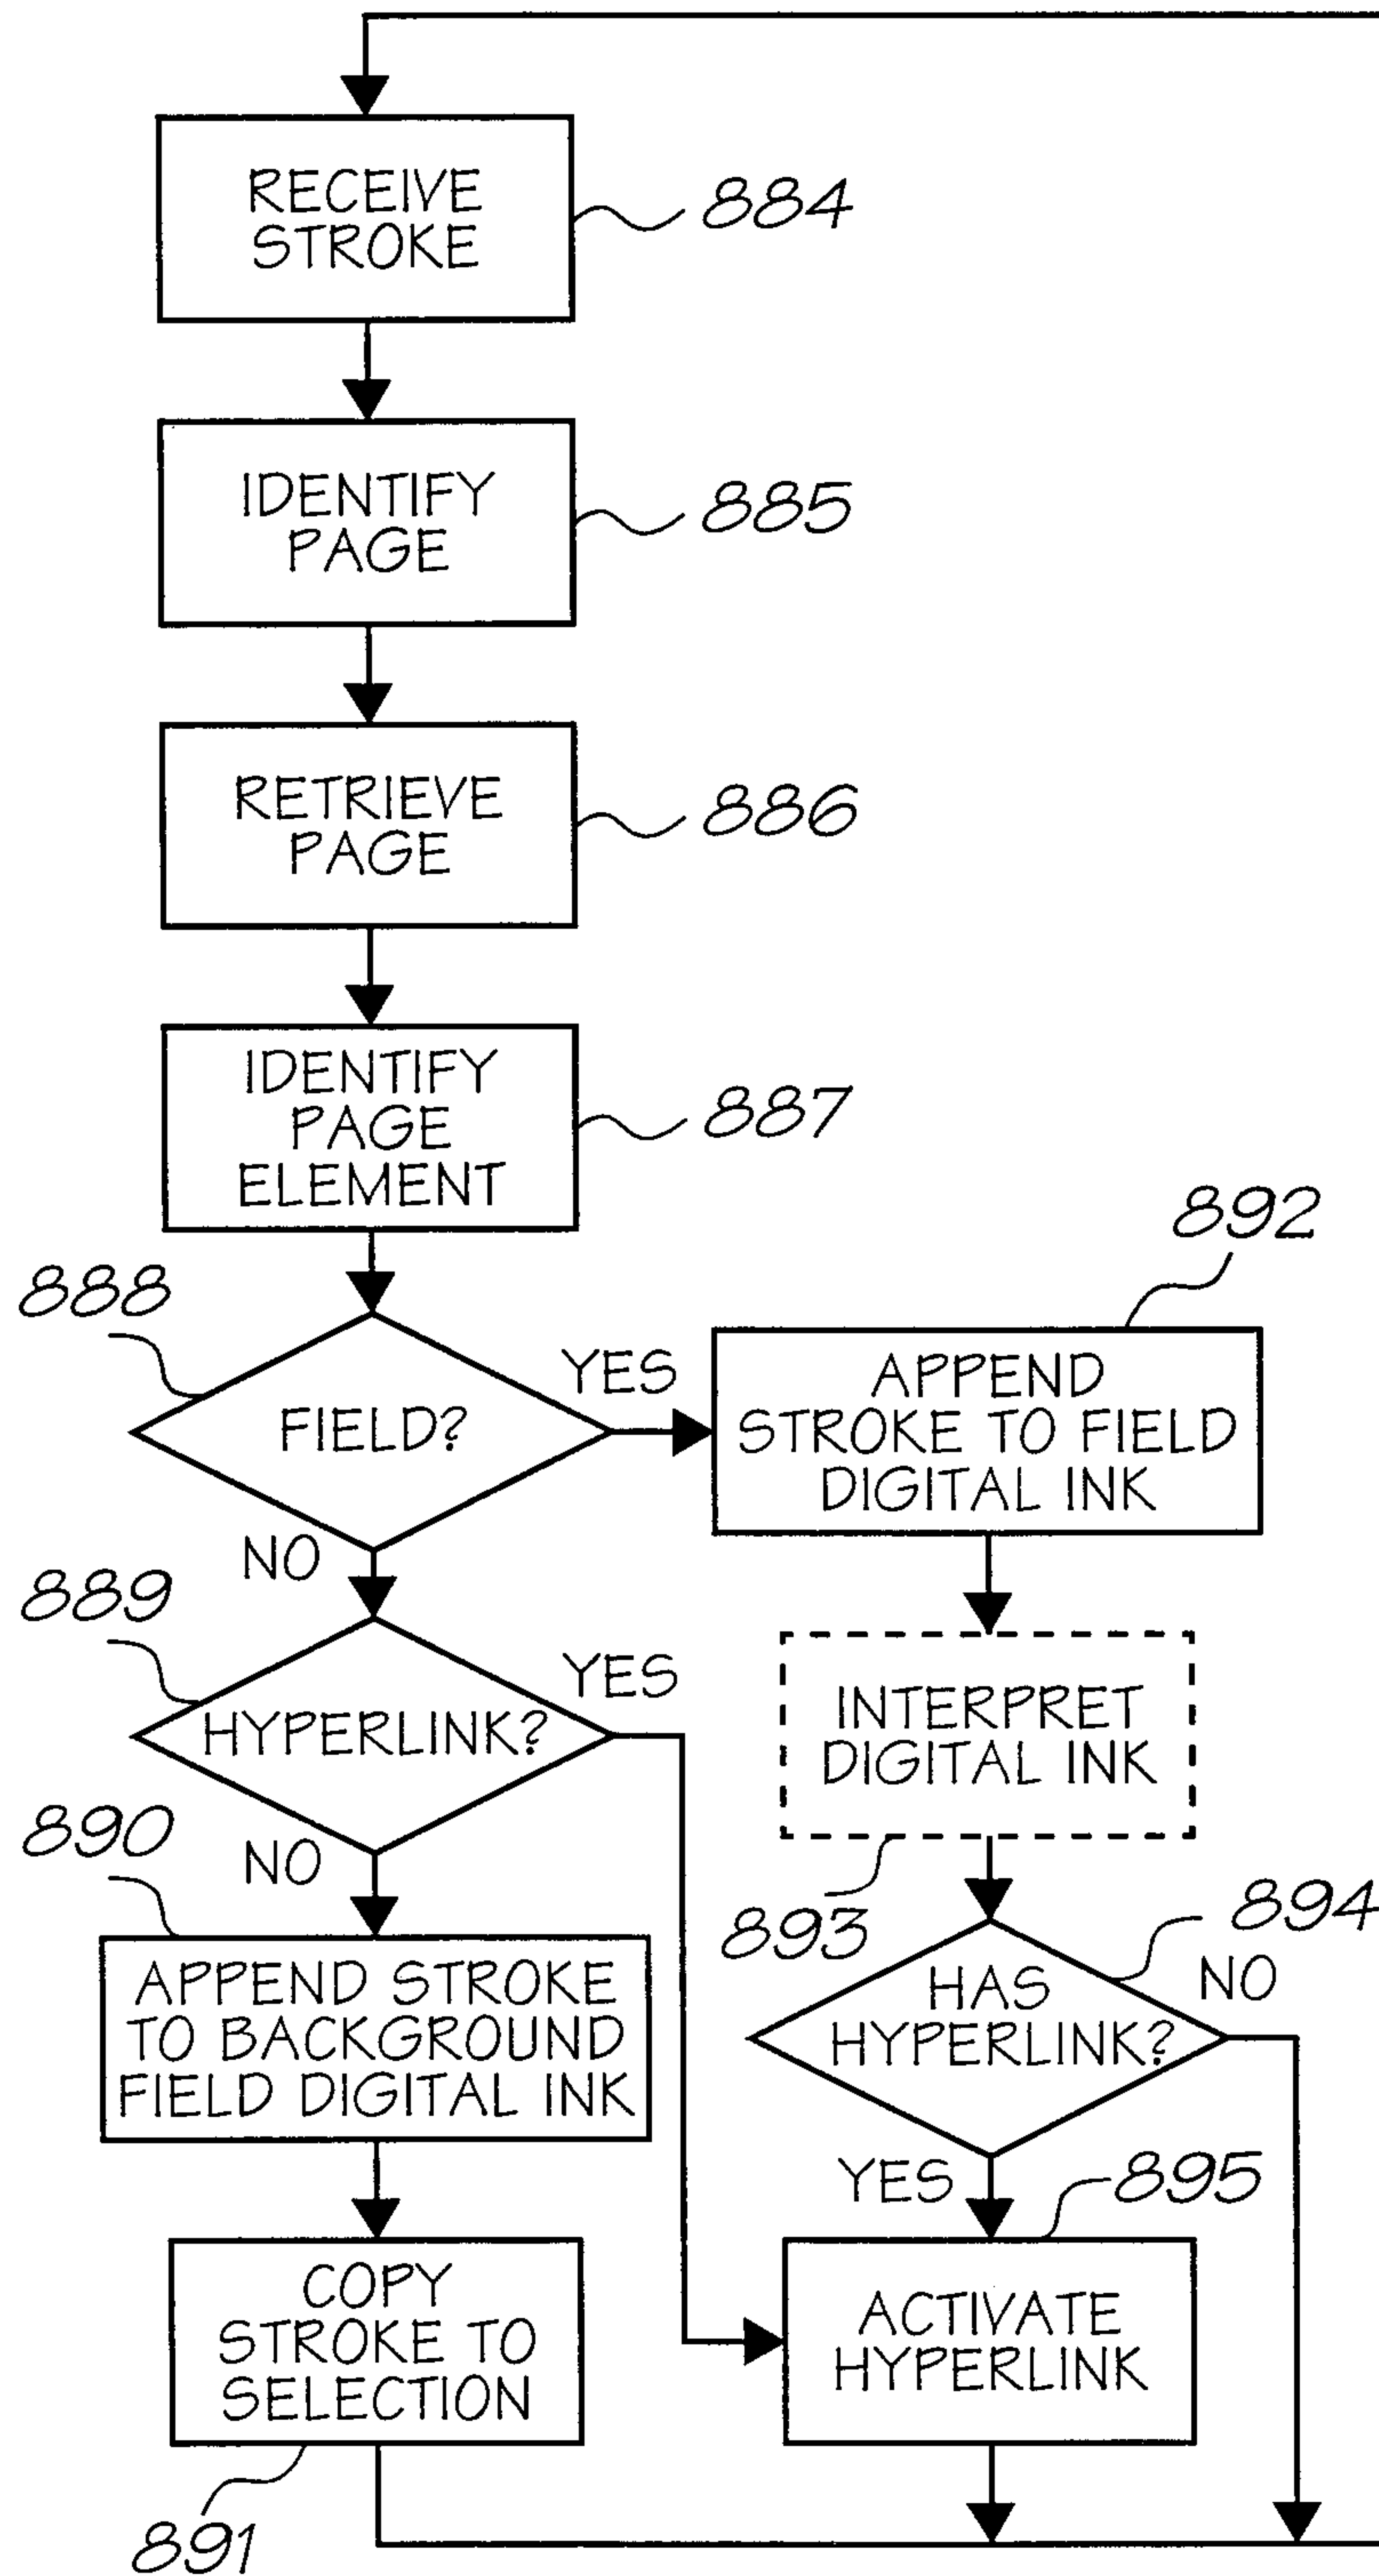 RECEIVE
STROKE
884
IDENTIFY
PAGE
885
RETRIEVE
PAGE
886
IDENTIFY
PAGE
ELEMENT
887
888
FIELD?
YES
NO
892
APPEND
STROKE TO FIELD
DIGITAL INK
889
HYPERLINK?
YES
NO
INTERPRET
DIGITAL INK
893
890
APPEND STROKE
TO BACKGROUND
FIELD DIGITAL INK
894
HAS
HYPERLINK?
NO
YES
COPY
STROKE TO
SELECTION
891
895
ACTIVATE
HYPERLINK